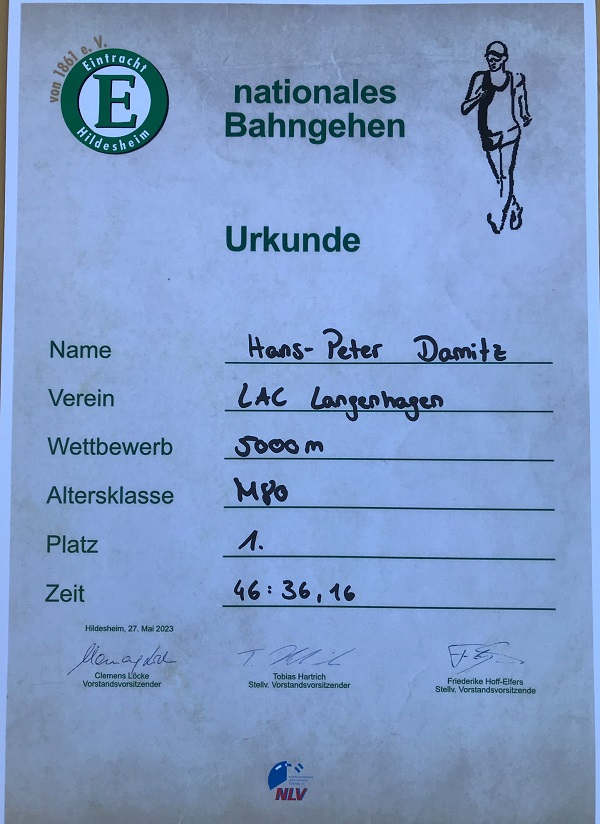 von 1861 e. V.
Eintracht
E
Hildesheim
nationales
Bahngehen
Urkunde
Name Hans-Peter Damitz
Verein LAC Langenhagen
Wettbewerb 5000m
Altersklasse M80
Platz 1.
Zeit 46:36,16
Hildesheim, 27. Mai 2023
Clemens Löcke
Vorstandsvorsitzender
Tobias Hartrich
Stellv. Vorstandsvorsitzender
Friederike Hoff-Elfers
Stellv. Vorstandsvorsitzende
NLV